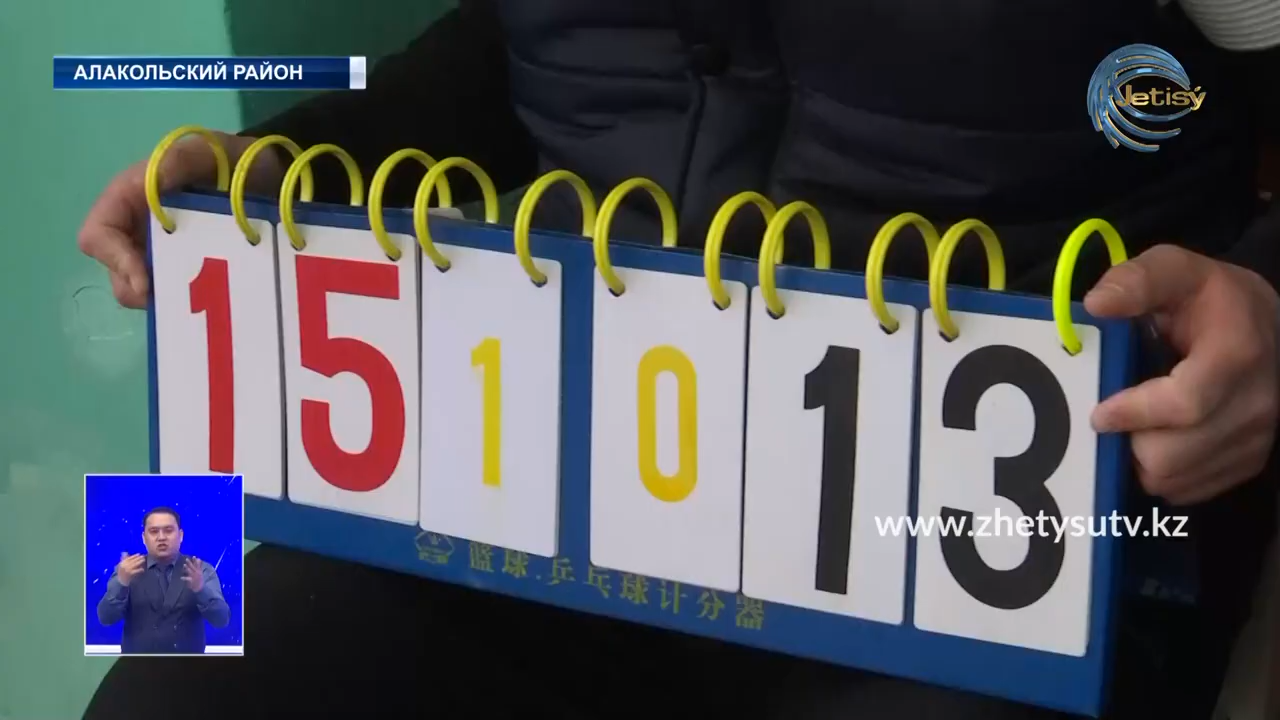 АЛАКОЛЬСКИЙ РАЙОН
Jetisý
15 1 0 13
www.zhetysutv.kz
篮球.乒乓球计分器